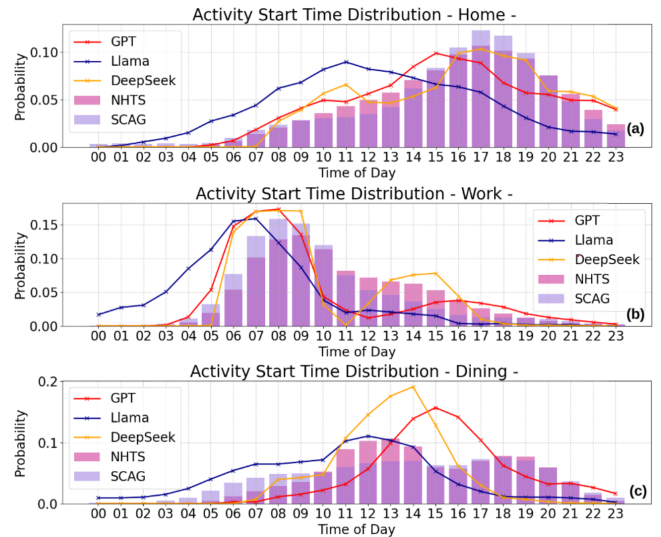 Activity Start Time Distribution - Home -
Probability
0.10
0.05
0.00
GPT
Llama
DeepSeek
NHTS
SCAG
(a)
00 01 02 03 04 05 06 07 08 09 10 11 12 13 14 15 16 17 18 19 20 21 22 23
Time of Day
Activity Start Time Distribution - Work -
Probability
0.15
0.10
0.05
0.00
GPT
Llama
DeepSeek
NHTS
SCAG
(b)
00 01 02 03 04 05 06 07 08 09 10 11 12 13 14 15 16 17 18 19 20 21 22 23
Time of Day
Activity Start Time Distribution - Dining -
Probability
0.2
0.1
0.0
GPT
Llama
DeepSeek
NHTS
SCAG
(c)
00 01 02 03 04 05 06 07 08 09 10 11 12 13 14 15 16 17 18 19 20 21 22 23
Time of Day